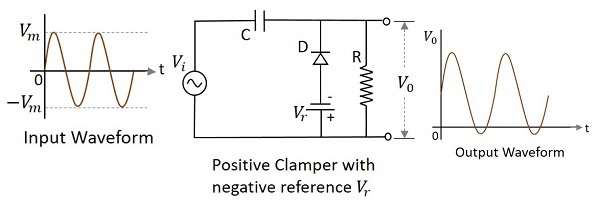 Vm
0
t
−Vm
Input Waveform
Vi
C
D
R
Vr
-
+
V0
Positive Clamper with
negative reference Vr
V0
0
t
Output Waveform